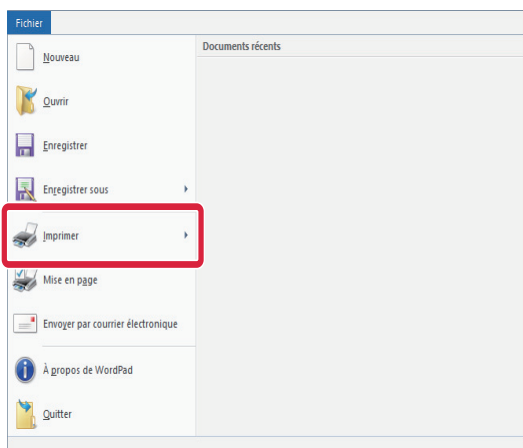 Fichier
Documents récents
Nouveau
Ouvrir
Enregistrer
Enregistrer sous
Imprimer
Mise en page
Envoyer par courrier électronique
À propos de WordPad
Quitter